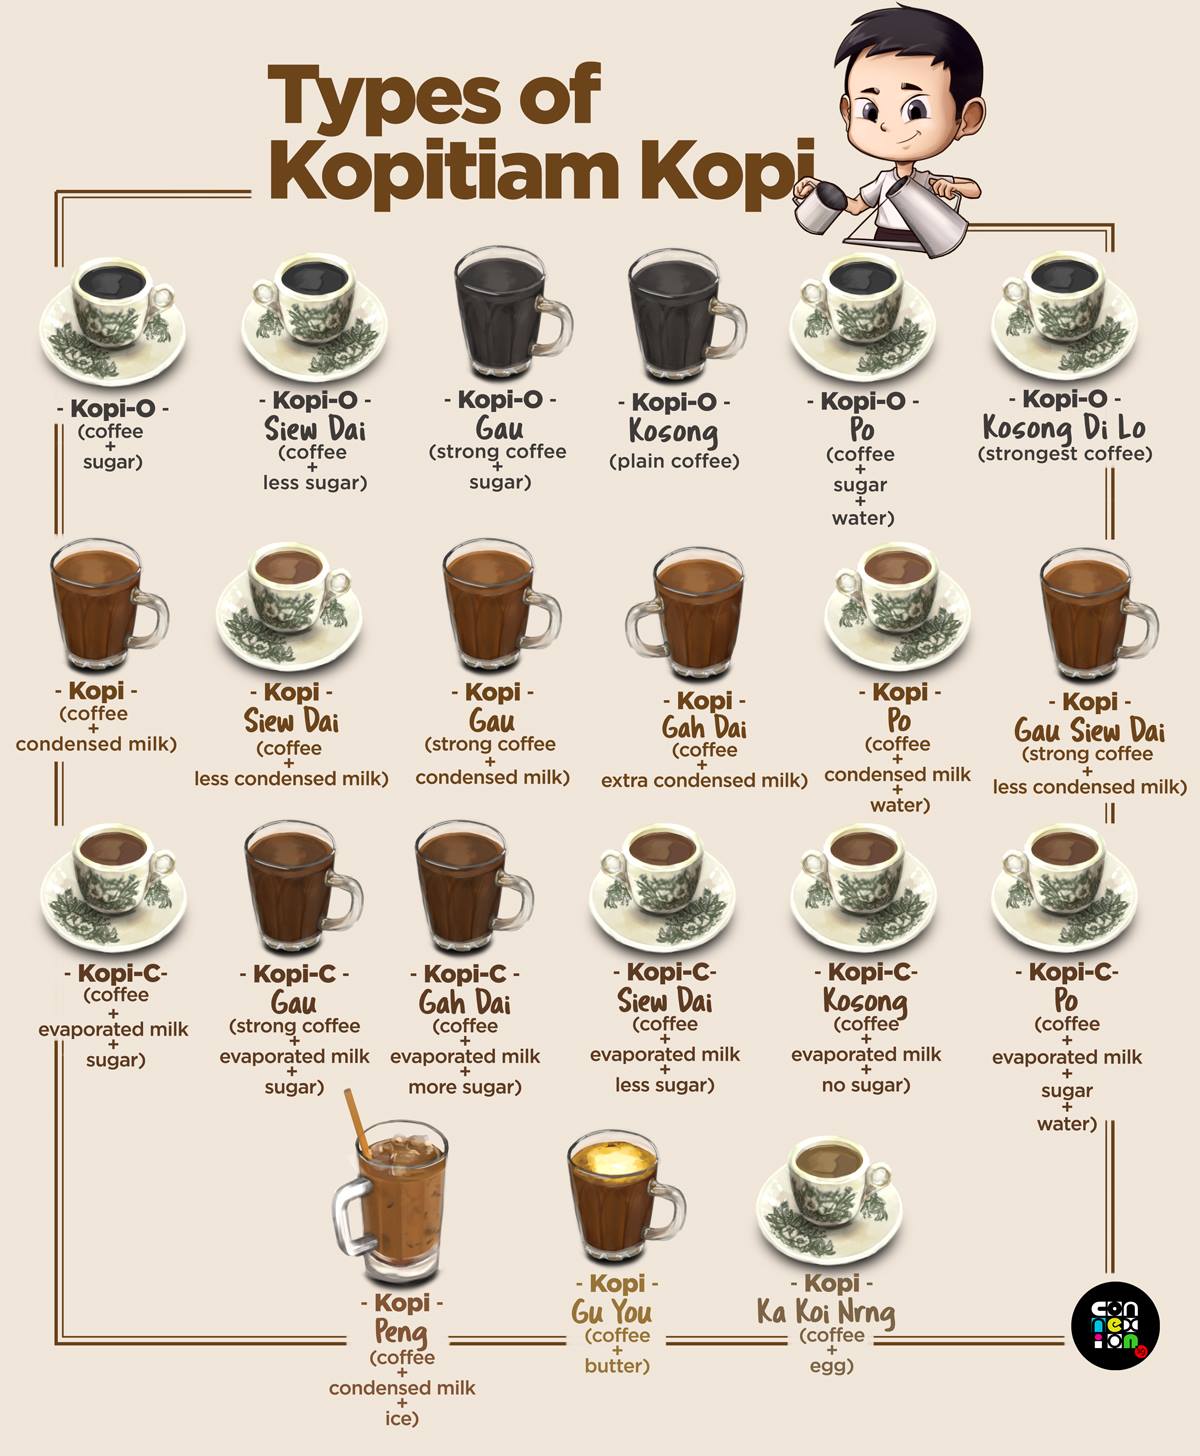 Types of
Kopitiam Kopi
- Kopi-O -
(coffee
+
sugar)
- Kopi-O -
Siew Dai
(coffee
+
less sugar)
- Kopi-O -
Gau
(strong coffee
+
sugar)
- Kopi-O -
Kosong
(plain coffee)
- Kopi-O -
Po
(coffee
+
sugar
+
water)
- Kopi-O -
Kosong Di Lo
(strongest coffee)
- Kopi -
(coffee
+
condensed milk)
- Kopi -
Siew Dai
(coffee
+
less condensed milk)
- Kopi -
Gau
(strong coffee
+
condensed milk)
- Kopi -
Gah Dai
(coffee
+
extra condensed milk)
- Kopi -
Po
(coffee
+
condensed milk
+
water)
- Kopi -
Gau Siew Dai
(strong coffee
+
less condensed milk)
- Kopi-C-
(coffee
+
evaporated milk
+
sugar)
- Kopi-C -
Gau
(strong coffee
+
evaporated milk
+
sugar)
- Kopi-C -
Gah Dai
(coffee
+
evaporated milk
+
more sugar)
- Kopi-C-
Siew Dai
(coffee
+
evaporated milk
+
less sugar)
- Kopi-C-
Kosong
(coffee
+
evaporated milk
+
no sugar)
- Kopi-C-
Po
(coffee
+
evaporated milk
+
sugar
+
water)
- Kopi -
Peng
(coffee
+
condensed milk
+
ice)
- Kopi -
Gu You
(coffee
+
butter)
- Kopi -
Ka Koi Nrng
(coffee
+
egg)
con
nex
ion